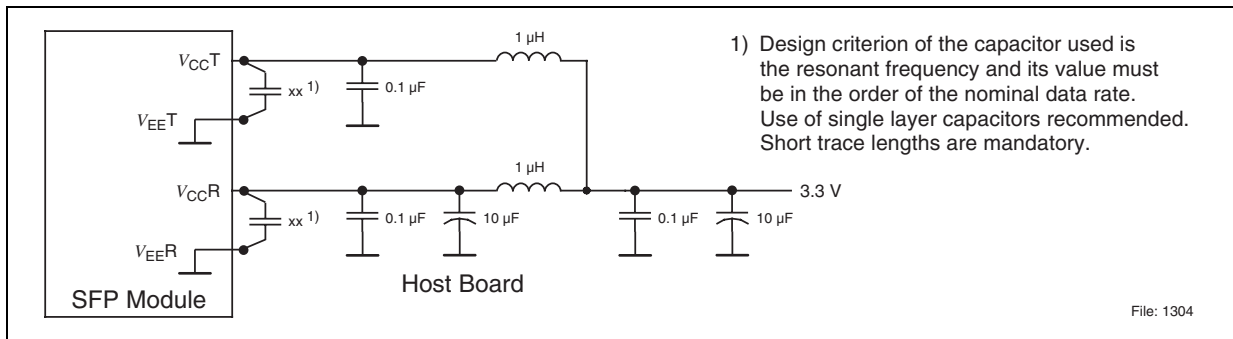 1 µH
1) Design criterion of the capacitor used is
the resonant frequency and its value must
be in the order of the nominal data rate.
Use of single layer capacitors recommended.
Short trace lengths are mandatory.
VCCT
xx 1)
0.1 µF
VEET
1 µH
VCCR
3.3 V
xx 1)
0.1 µF
10 µF
0.1 µF
10 µF
VEER
Host Board
SFP Module
File: 1304